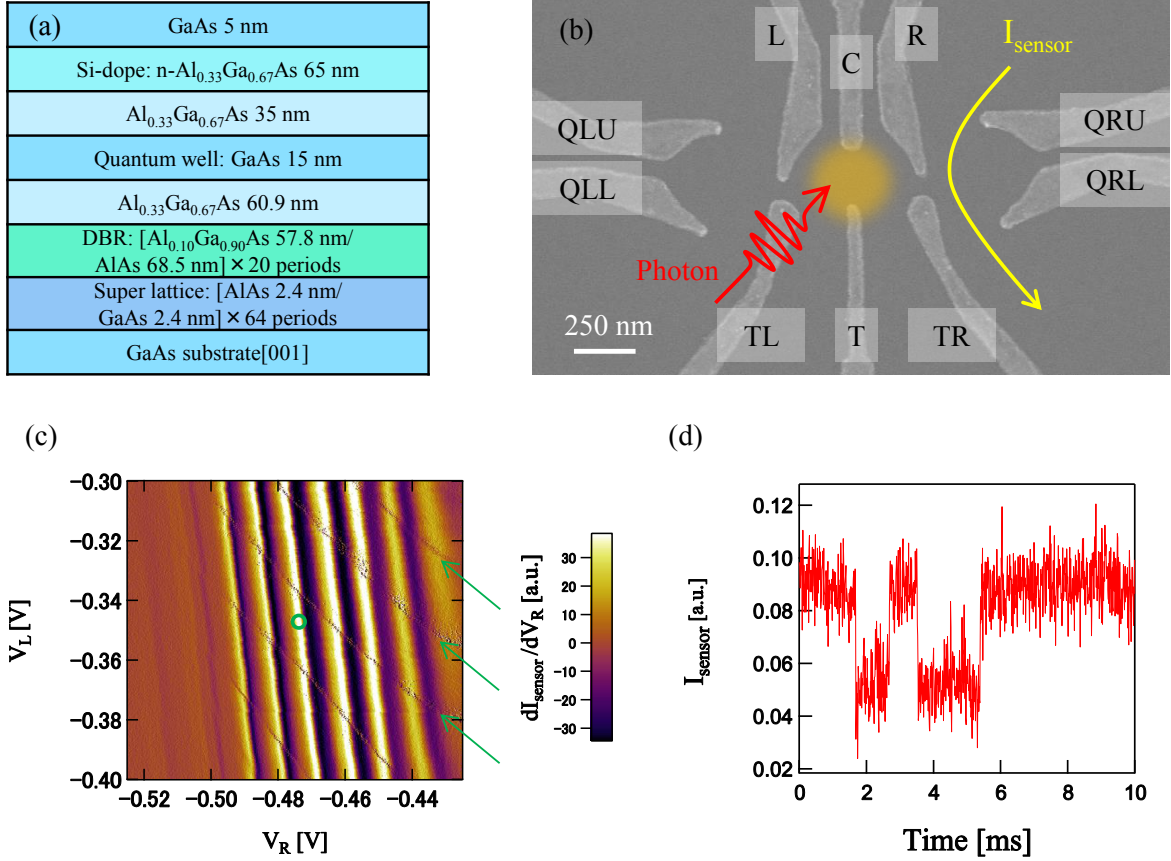 (a)
GaAs 5 nm
Si-dope: n-Al0.33Ga0.67As 65 nm
Al0.33Ga0.67As 35 nm
Quantum well: GaAs 15 nm
Al0.33Ga0.67As 60.9 nm
DBR: [Al0.10Ga0.90As 57.8 nm/
AlAs 68.5 nm] × 20 periods
Super lattice: [AlAs 2.4 nm/
GaAs 2.4 nm] × 64 periods
GaAs substrate[001]
(b)
L
C
R
Isensor
QLU
QRU
QLL
QRL
Photon
250 nm
TL
T
TR
(c)
VL [V]
−0.30
−0.32
−0.34
−0.36
−0.38
−0.40
−0.52
−0.50
−0.48
−0.46
−0.44
VR [V]
dIsensor/dVR [a.u.]
30
20
10
0
−10
−20
−30
(d)
Isensor [a.u.]
0.12
0.10
0.08
0.06
0.04
0.02
0
2
4
6
8
10
Time [ms]